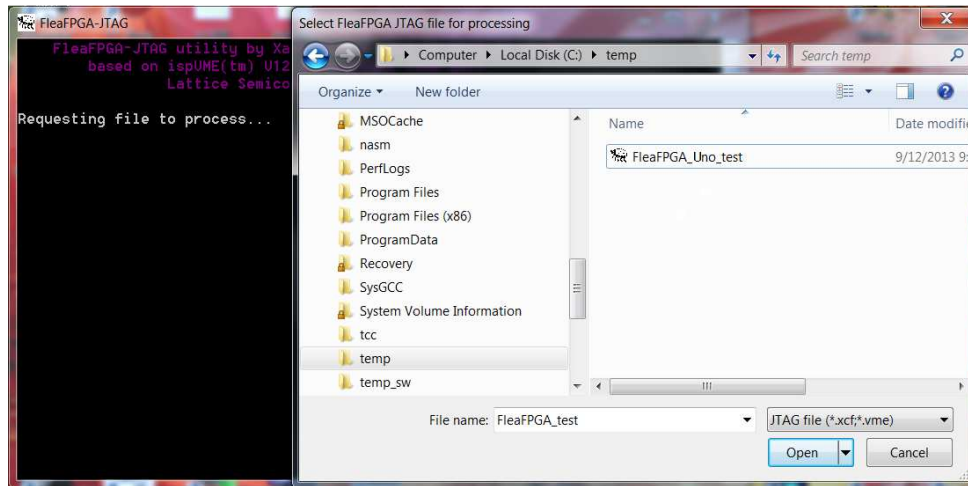 FleaFPGA-JTAG
FleaFPGA-JTAG utility by Xa
based on ispVME(tm) V12
Lattice Semico
Requesting file to process...
Select FleaFPGA JTAG file for processing
Computer Local Disk (C:) temp
Search temp
Organize New folder
MSOCache
nasm
PerfLogs
Program Files
Program Files (x86)
ProgramData
Recovery
SysGCC
System Volume Information
tcc
temp
temp_sw
Name Date modifie
FleaFPGA_Uno_test 9/12/2013 9:
File name: FleaFPGA_test JTAG file (*.xcf;*.vme)
Open Cancel